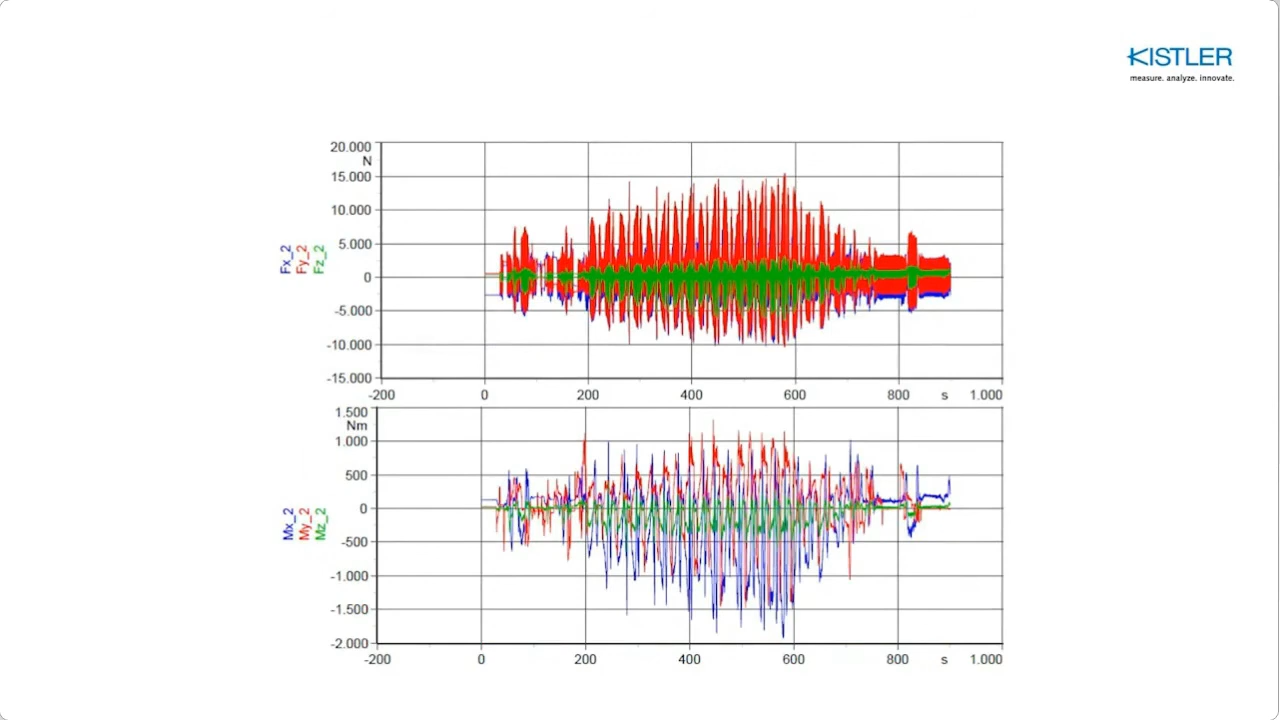 KISTLER
measure. analyze. innovate.
20.000
N
15.000
10.000
5.000
0
-5.000
-10.000
-15.000
Fx_2
Fy_2
Fz_2
-200 0 200 400 600 800 s 1.000
1.500
Nm
1.000
500
0
-500
-1.000
-1.500
-2.000
Mx_2
My_2
Mz_2
-200 0 200 400 600 800 s 1.000